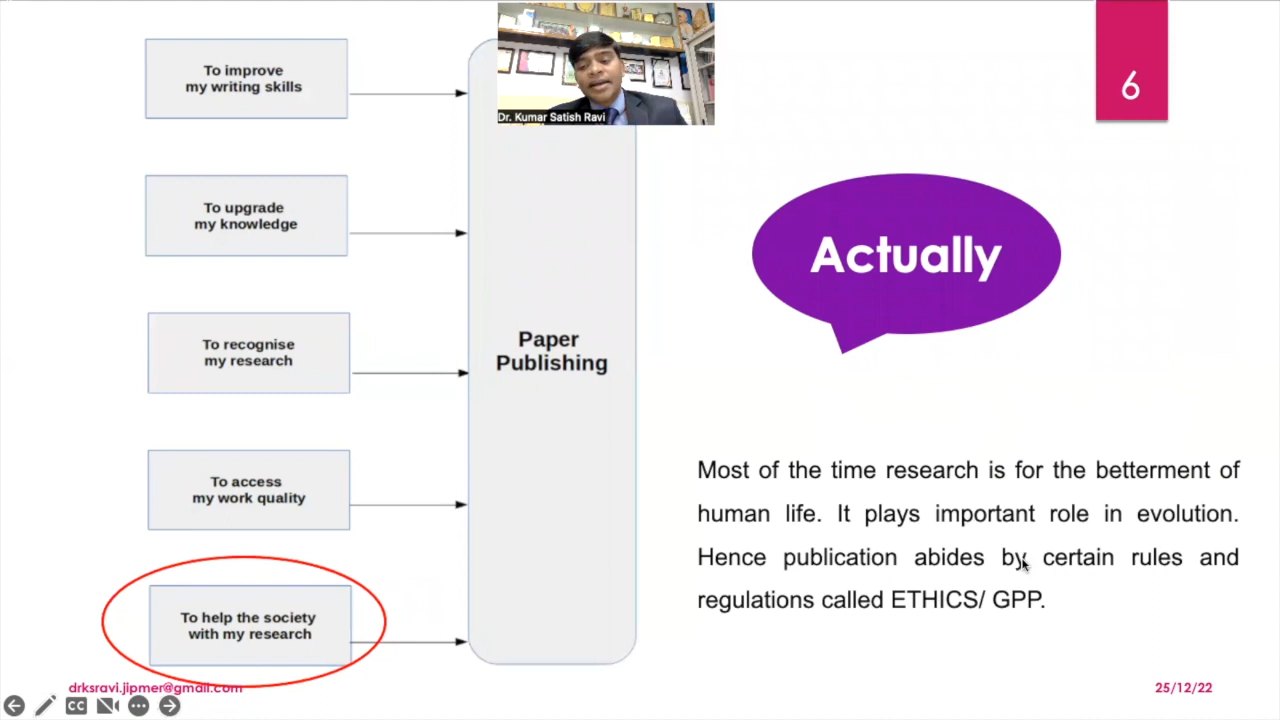 To improve
my writing skills
To upgrade
my knowledge
To recognise
my research
To access
my work quality
To help the society
with my research
Paper
Publishing
Dr. Kumar Satish Ravi
6
Actually
Most of the time research is for the betterment of
human life. It plays important role in evolution.
Hence publication abides by certain rules and
regulations called ETHICS/ GPP.
drksravi.jipmer@gmail.com
25/12/22
CC